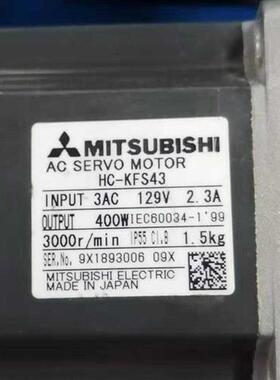 MITSUBISHI
AC SERVO MOTOR
HC-KFS43
INPUT 3AC 129V 2.3A
OUTPUT 400W IEC60034-1'99
3000r/min IP55 Cl.B 1.5kg
SER.No. 9X1893006 09X
MITSUBISHI ELECTRIC
MADE IN JAPAN